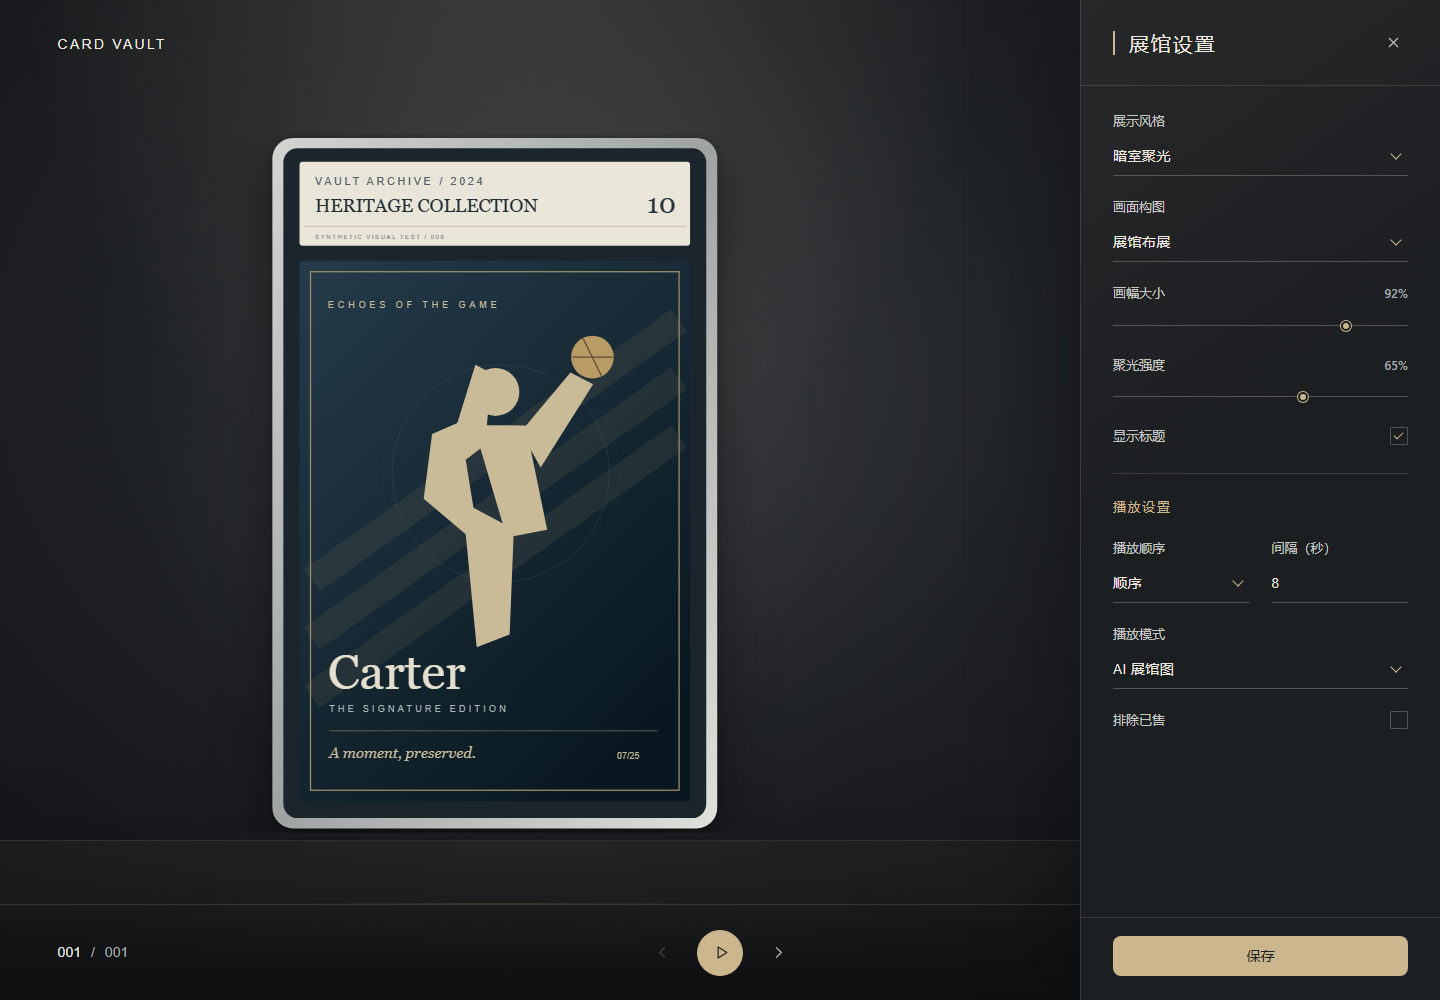 CARD VAULT
VAULT ARCHIVE / 2024
HERITAGE COLLECTION
10
SYNTHETIC VISUAL TEST / 008
ECHOES OF THE GAME
Carter
THE SIGNATURE EDITION
A moment, preserved.
07/25
001 / 001
展馆设置
展示风格
暗室聚光
画面构图
展馆布展
画幅大小 92%
聚光强度 65%
显示标题
播放设置
播放顺序 间隔（秒）
顺序 8
播放模式
AI 展馆图
排除已售
保存